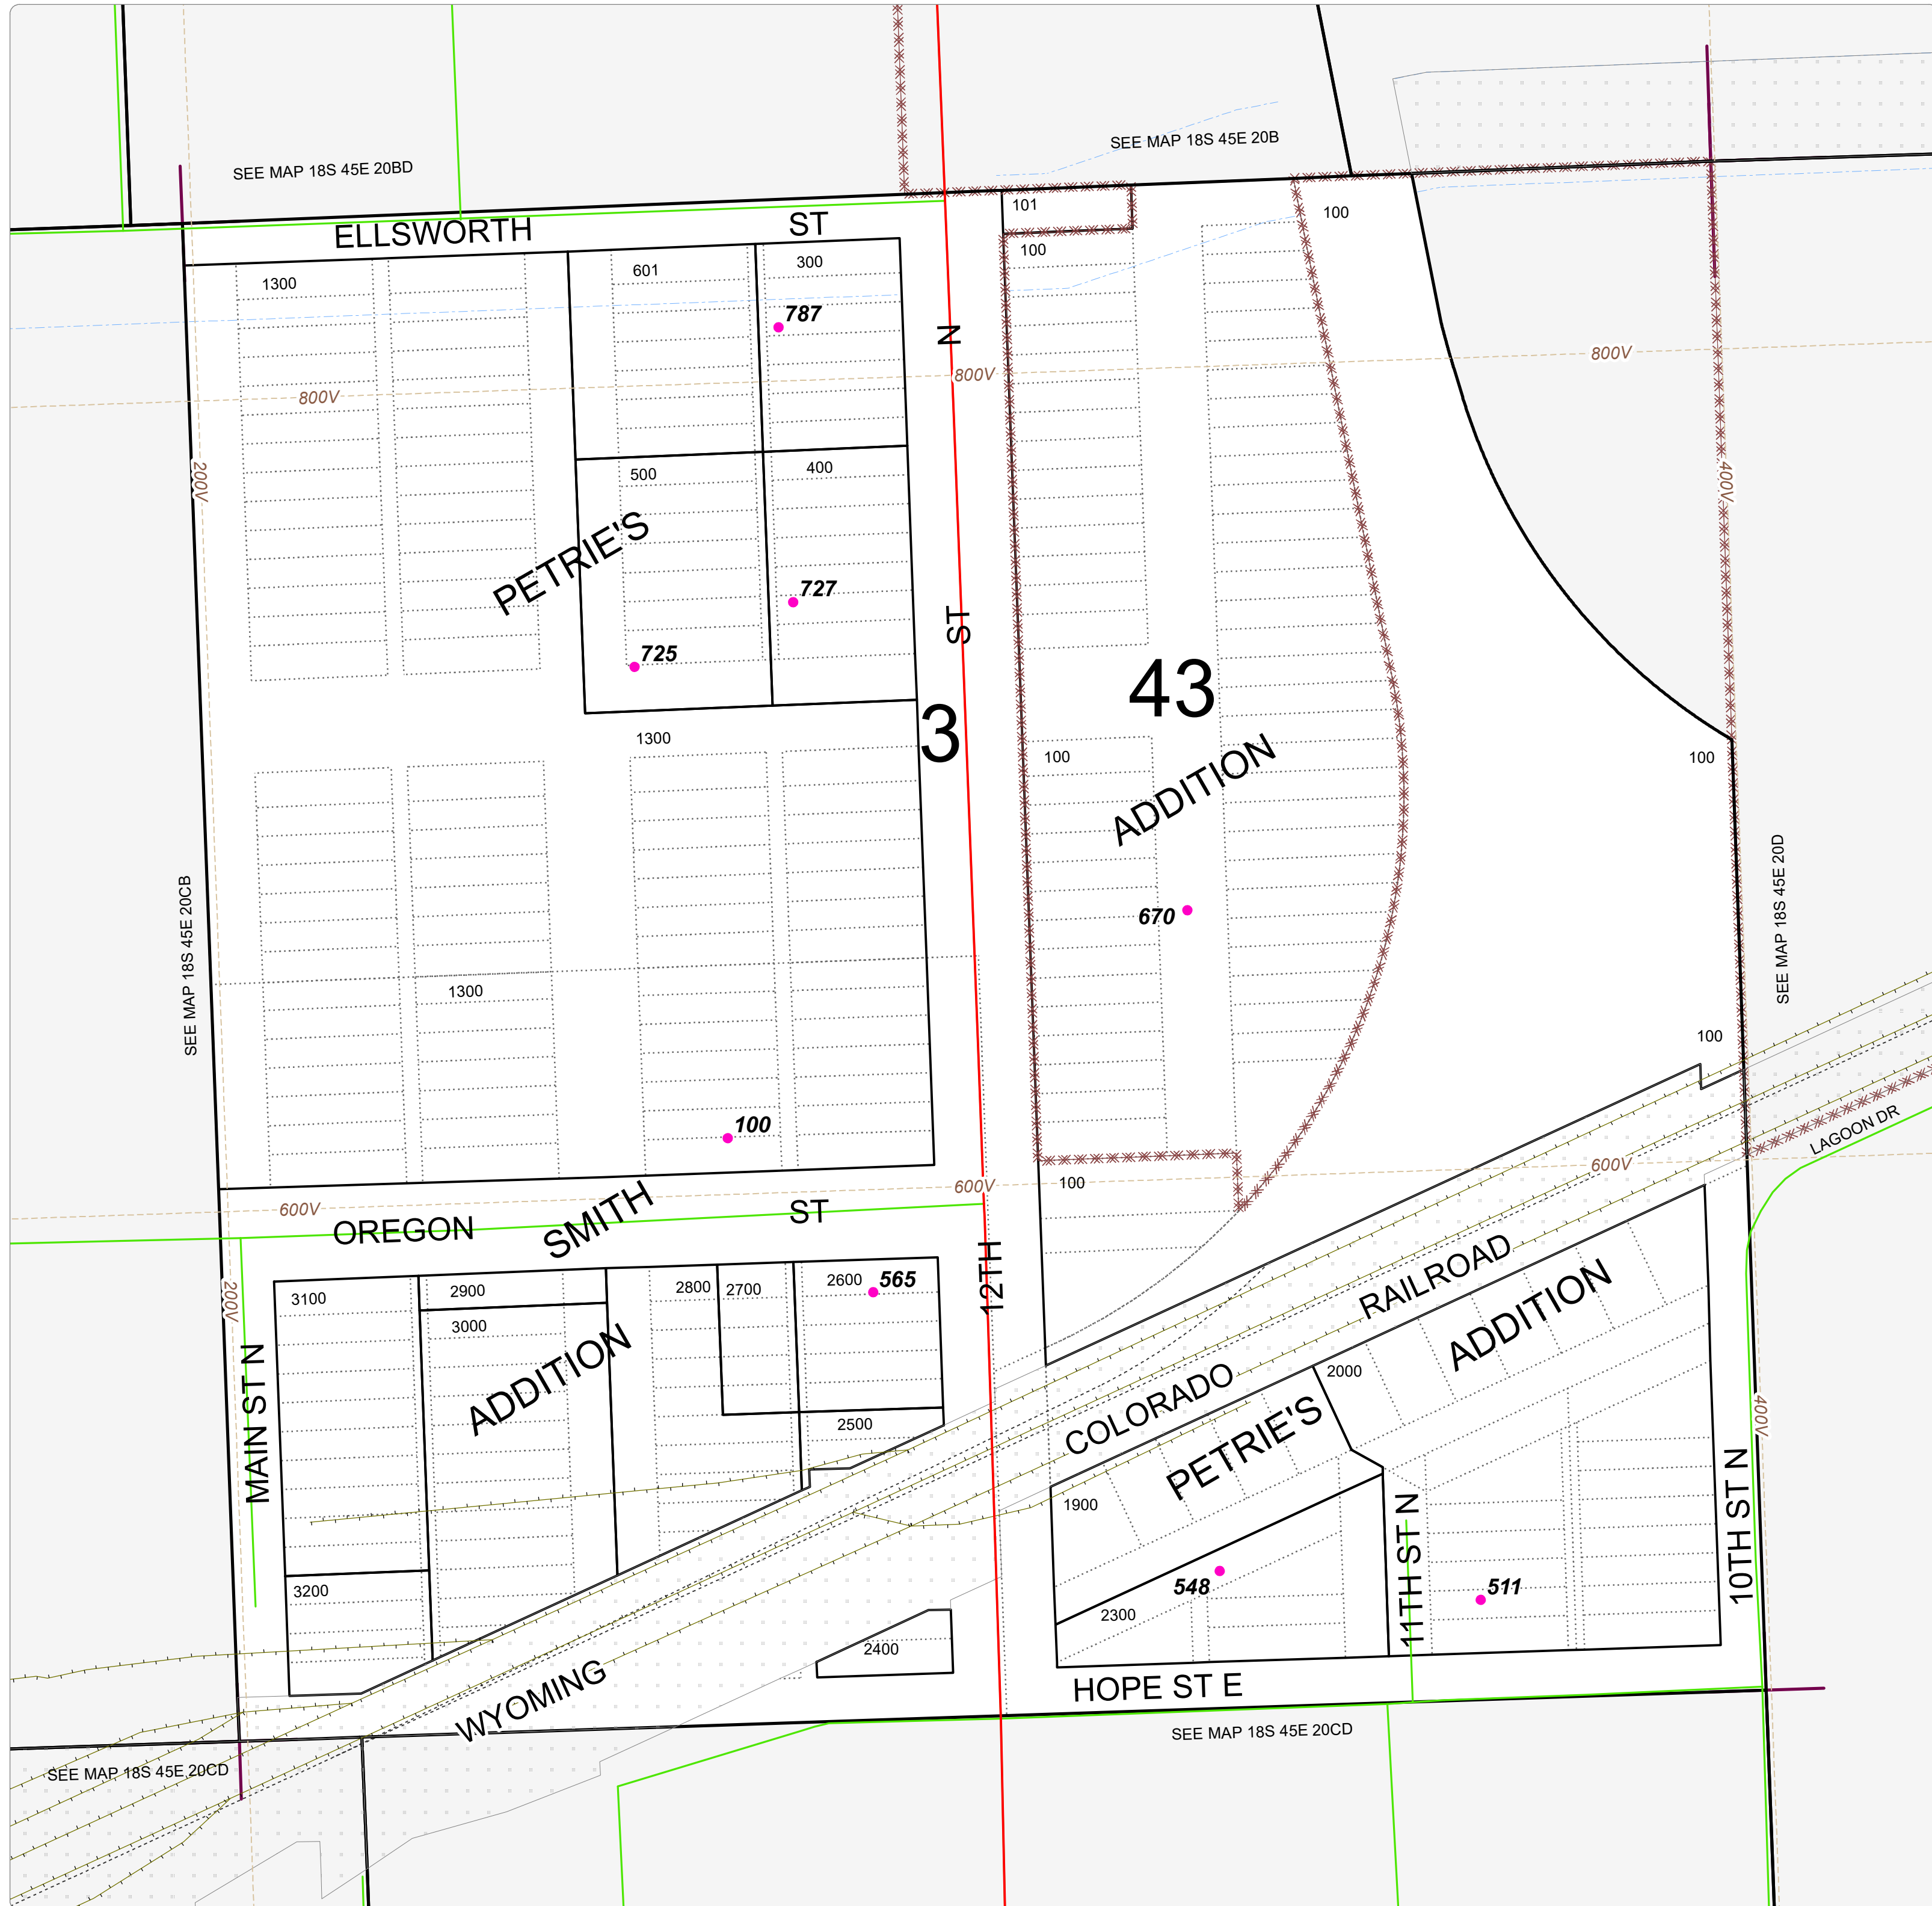 SEE MAP 18S 45E 20BD
SEE MAP 18S 45E 20B
ELLSWORTH ST
101
100
100
1300
601
300
787
N
800V
800V
800V
200V
400V
500
400
PETRIE'S
727
725
ST
43
3
1300
100
100
ADDITION
SEE MAP 18S 45E 20CB
SEE MAP 18S 45E 20D
670
1300
100
100
LAGOON DR
600V
600V
600V
100
OREGON SMITH ST
12TH
200V
3100
2900
2800
2700
2600
565
3000
ADDITION
MAIN ST N
2500
RAILROAD
ADDITION
COLORADO
2000
PETRIE'S
400V
1900
11TH ST N
10TH ST N
548
511
3200
2300
2400
WYOMING
HOPE ST E
SEE MAP 18S 45E 20CD
SEE MAP 18S 45E 20CD